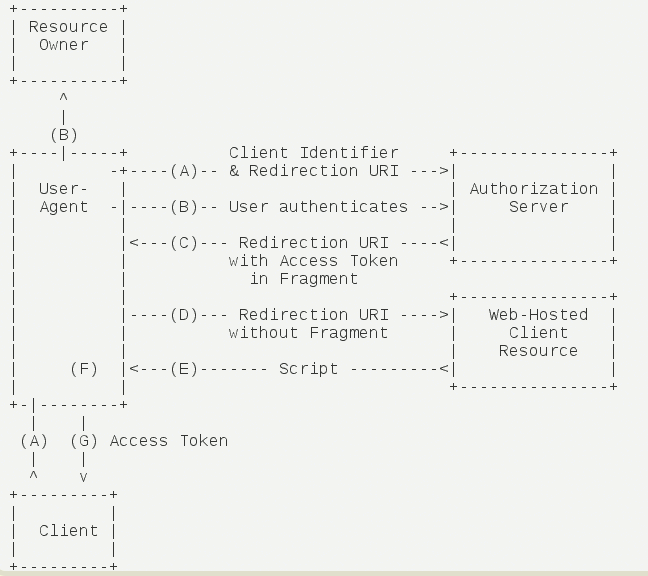 +----------+
| Resource |
|  Owner   |
|          |
+----------+
     ^
     |
    (B)
+----|-----+          Client Identifier     +---------------+
|         -+----(A)-- & Redirection URI --->|               |
|  User-   |                                | Authorization |
|  Agent  -|----(B)-- User authenticates -->|     Server    |
|          |                                |               |
|          |<---(C)--- Redirection URI ----<|               |
|          |          with Access Token     +---------------+
|          |            in Fragment
|          |                                +---------------+
|          |----(D)--- Redirection URI ---->|   Web-Hosted  |
|          |          without Fragment      |     Client    |
|          |                                |    Resource   |
|     (F)  |<---(E)------- Script ---------<|               |
|          |                                +---------------+
+-|--------+
  |    |
 (A)  (G) Access Token
  |    |
  ^    v
+---------+
|         |
|  Client |
|         |
+---------+